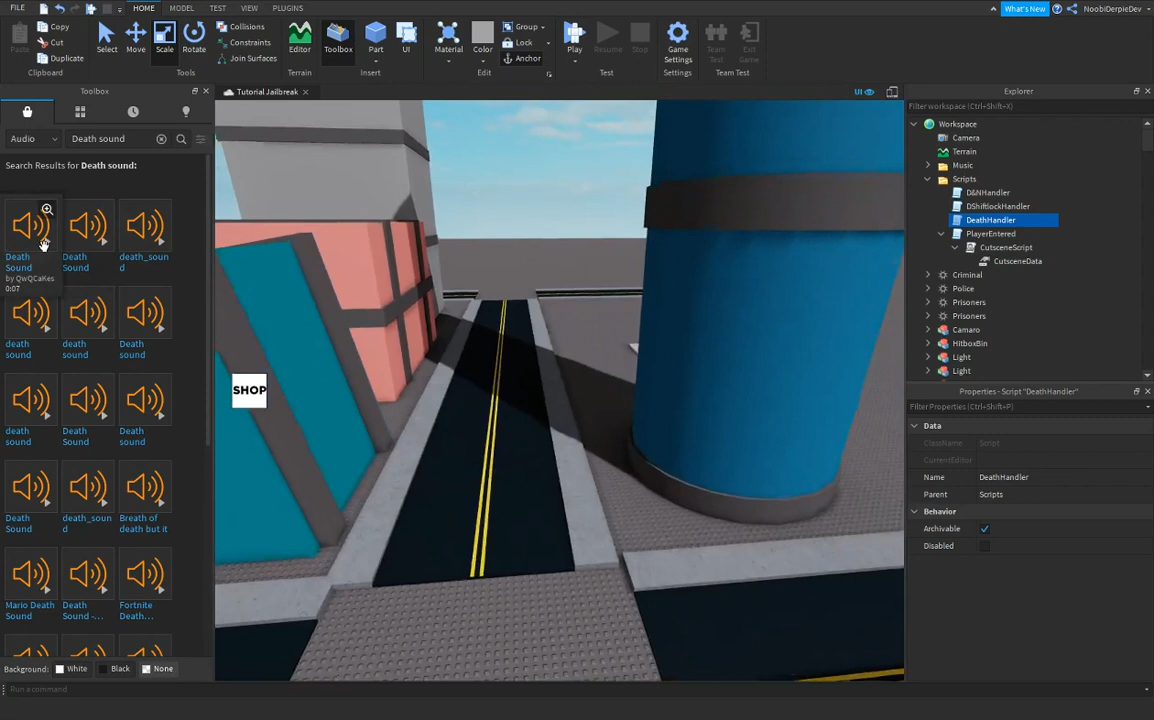 FILE
HOME
MODEL
TEST
VIEW
PLUGINS
What's New
NoobiDerpieDev
Paste
Copy
Cut
Duplicate
Clipboard
Select
Move
Scale
Rotate
Collisions
Constraints
Join Surfaces
Tools
Editor
Terrain
Toolbox
Part
UI
Insert
Material
Color
Group
Lock
Anchor
Edit
Play
Resume
Stop
Test
Game
Settings
Settings
Team
Test
Exit
Game
Team Test
Toolbox
Audio
Death sound
Search Results for Death sound:
Death
Sound
by QwQCaKes
0:07
Death
Sound
death_soun
d
death
sound
death
sound
Death
Sound
death
sound
Death
Sound
Death
sound
Death
Sound
death_soun
d
Breath of
death but it
Mario Death
Sound
Death
Sound -...
Fortnite
Death...
Background:
White
Black
None
Run a command
Tutorial Jailbreak
UI
SHOP
Explorer
Filter workspace (Ctrl+Shift+X)
Workspace
Camera
Terrain
Music
Scripts
D&NHandler
DShiftlockHandler
DeathHandler
PlayerEntered
CutsceneScript
CutsceneData
Criminal
Police
Prisoners
Prisoners
Camaro
HitboxBin
Light
Light
Properties - Script "DeathHandler"
Filter Properties (Ctrl+Shift+P)
Data
ClassName
Script
CurrentEditor
Name
DeathHandler
Parent
Scripts
Behavior
Archivable
Disabled